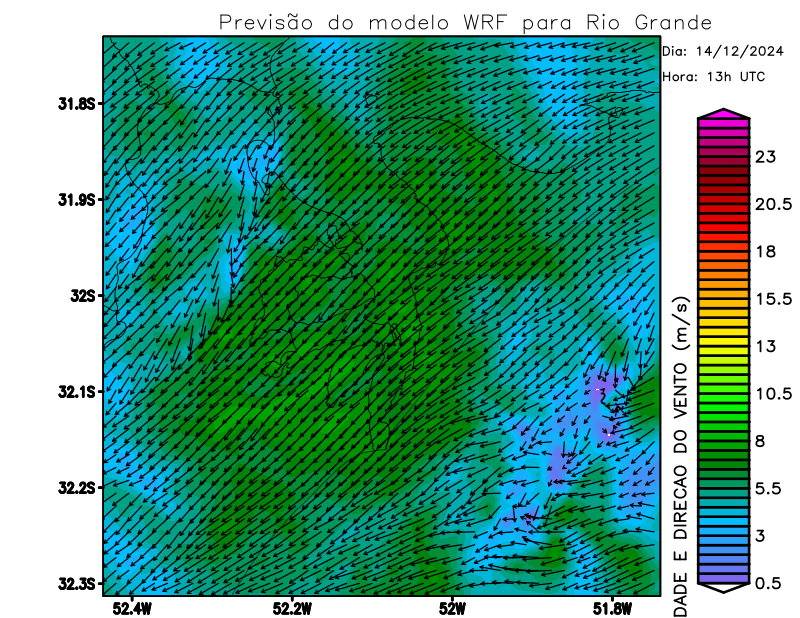 Previsão do modelo WRF para Rio Grande
Dia: 14/12/2024
Hora: 13h UTC
31.8S
31.9S
32S
32.1S
32.2S
32.3S
52.4W
52.2W
52W
51.8W
23
20.5
18
15.5
13
10.5
8
5.5
3
0.5
DADE E DIRECAO DO VENTO (m/s)